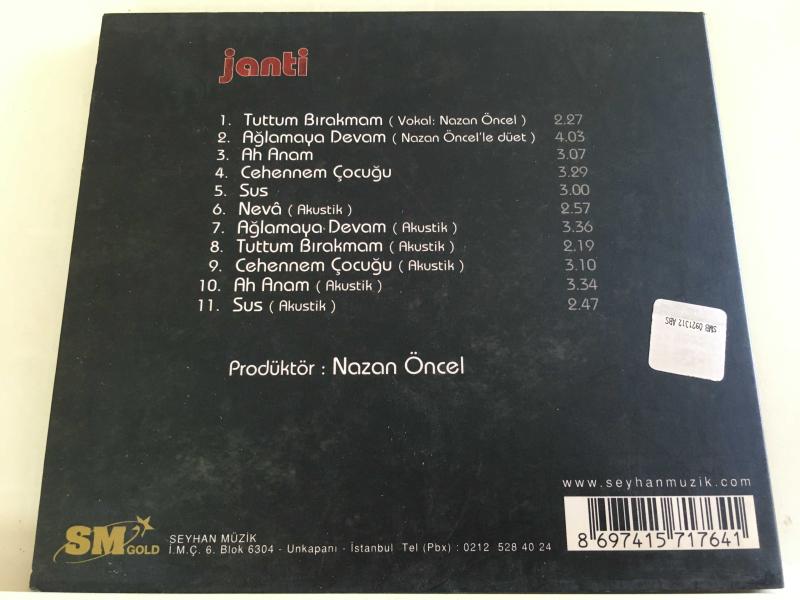 janti
1. Tuttum Bırakmam ( Vokal: Nazan Öncel ) 2.27
2. Ağlamaya Devam ( Nazan Öncel'le düet ) 4.03
3. Ah Anam 3.07
4. Cehennem Çocuğu 3.29
5. Sus 3.00
6. Nevâ ( Akustik ) 2.57
7. Ağlamaya Devam ( Akustik ) 3.36
8. Tuttum Bırakmam ( Akustik ) 2.19
9. Cehennem Çocuğu ( Akustik ) 3.10
10. Ah Anam ( Akustik ) 3.34
11. Sus ( Akustik ) 2.47
SMB 0921312 ABS
Prodüktör : Nazan Öncel
www.seyhanmuzik.com
SM GOLD
SEYHAN MÜZİK
İ.M.Ç. 6. Blok 6304 - Unkapanı - İstanbul Tel (Pbx) : 0212 528 40 24
8 697415 717641